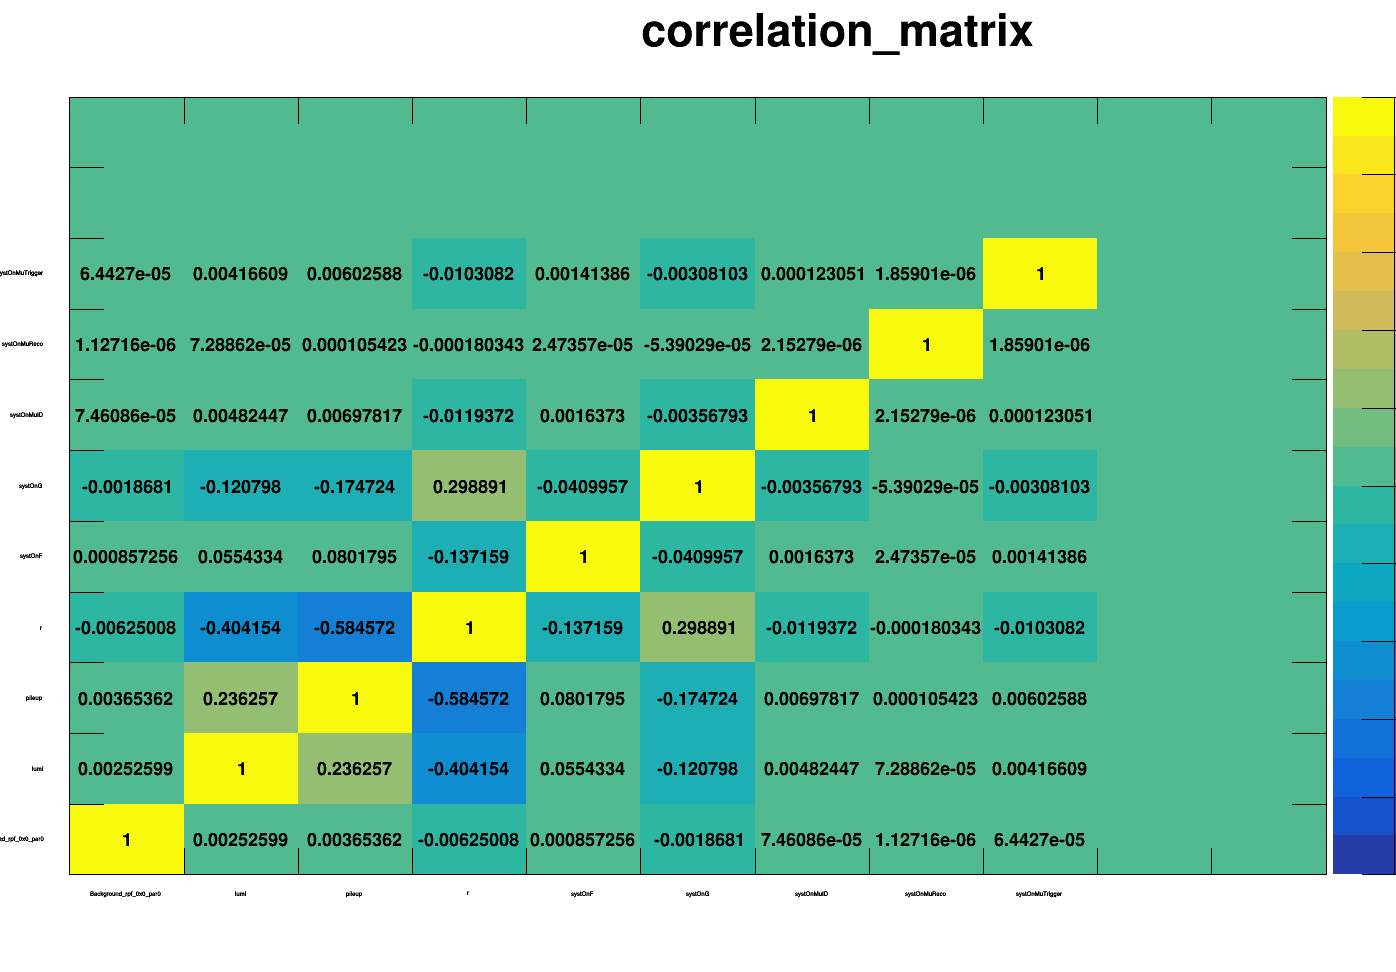 correlation_matrix
ystOnMuTrigger 6.4427e-05 0.00416609 0.00602588 -0.0103082 0.00141386 -0.00308103 0.000123051 1.85901e-06 1
systOnMuReco 1.12716e-06 7.28862e-05 0.000105423 -0.000180343 2.47357e-05 -5.39029e-05 2.15279e-06 1 1.85901e-06
systOnMuID 7.46086e-05 0.00482447 0.00697817 -0.0119372 0.0016373 -0.00356793 1 2.15279e-06 0.000123051
systOnG -0.0018681 -0.120798 -0.174724 0.298891 -0.0409957 1 -0.00356793 -5.39029e-05 -0.00308103
systOnF 0.000857256 0.0554334 0.0801795 -0.137159 1 -0.0409957 0.0016373 2.47357e-05 0.00141386
r -0.00625008 -0.404154 -0.584572 1 -0.137159 0.298891 -0.0119372 -0.000180343 -0.0103082
pileup 0.00365362 0.236257 1 -0.584572 0.0801795 -0.174724 0.00697817 0.000105423 0.00602588
lumi 0.00252599 1 0.236257 -0.404154 0.0554334 -0.120798 0.00482447 7.28862e-05 0.00416609
nd_rpf_0x0_par0 1 0.00252599 0.00365362 -0.00625008 0.000857256 -0.0018681 7.46086e-05 1.12716e-06 6.4427e-05
Background_rpf_0x0_par0 lumi pileup r systOnF systOnG systOnMuID systOnMuReco systOnMuTrigger